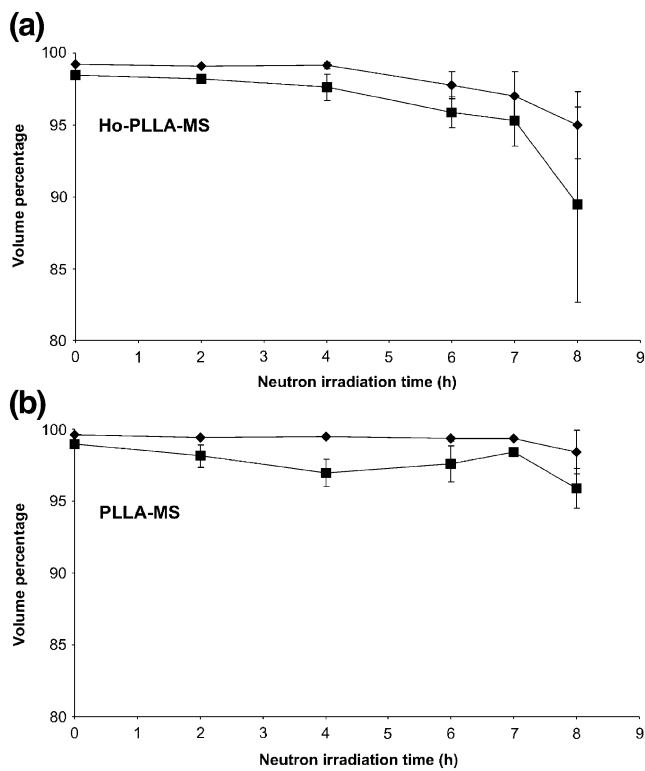 (a)
100
95
90
85
80
Volume percentage
Ho-PLLA-MS
0 1 2 3 4 5 6 7 8 9
Neutron irradiation time (h)
(b)
100
95
90
85
80
Volume percentage
PLLA-MS
0 1 2 3 4 5 6 7 8 9
Neutron irradiation time (h)